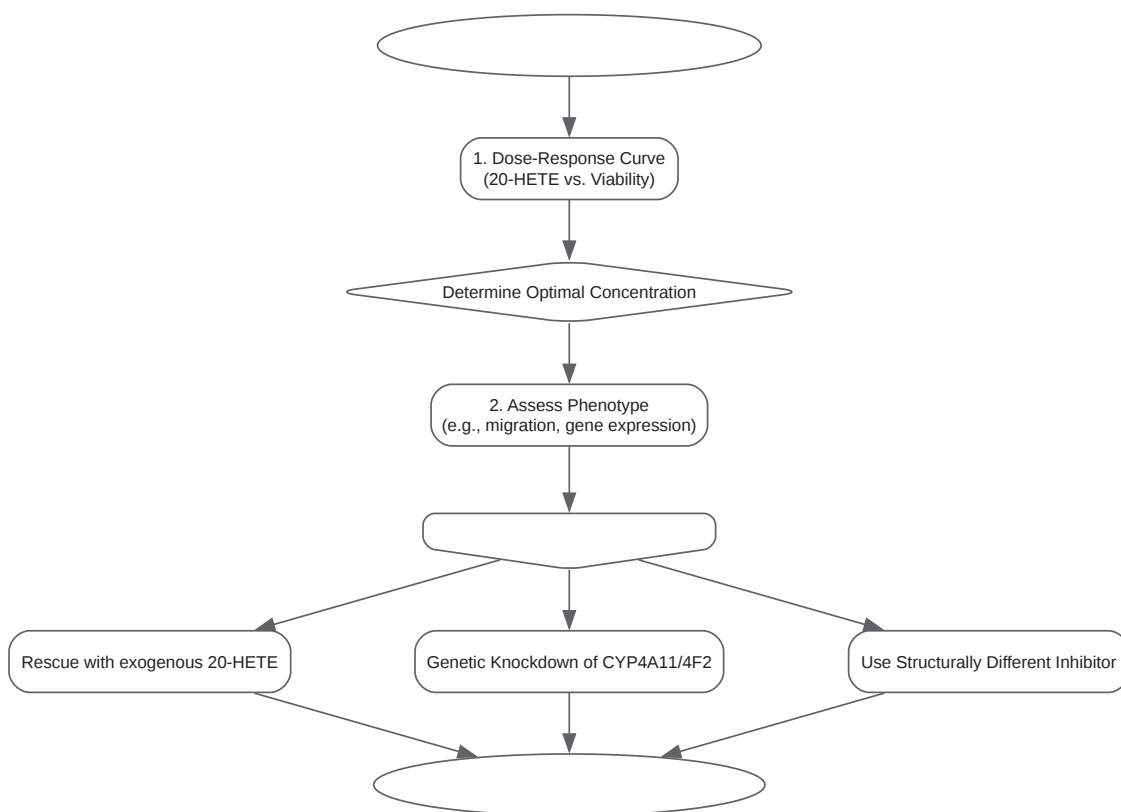 1. Dose-Response Curve
(20-HETE vs. Viability)
Determine Optimal Concentration
2. Assess Phenotype
(e.g., migration, gene expression)
Rescue with exogenous 20-HETE
Genetic Knockdown of CYP4A11/4F2
Use Structurally Different Inhibitor